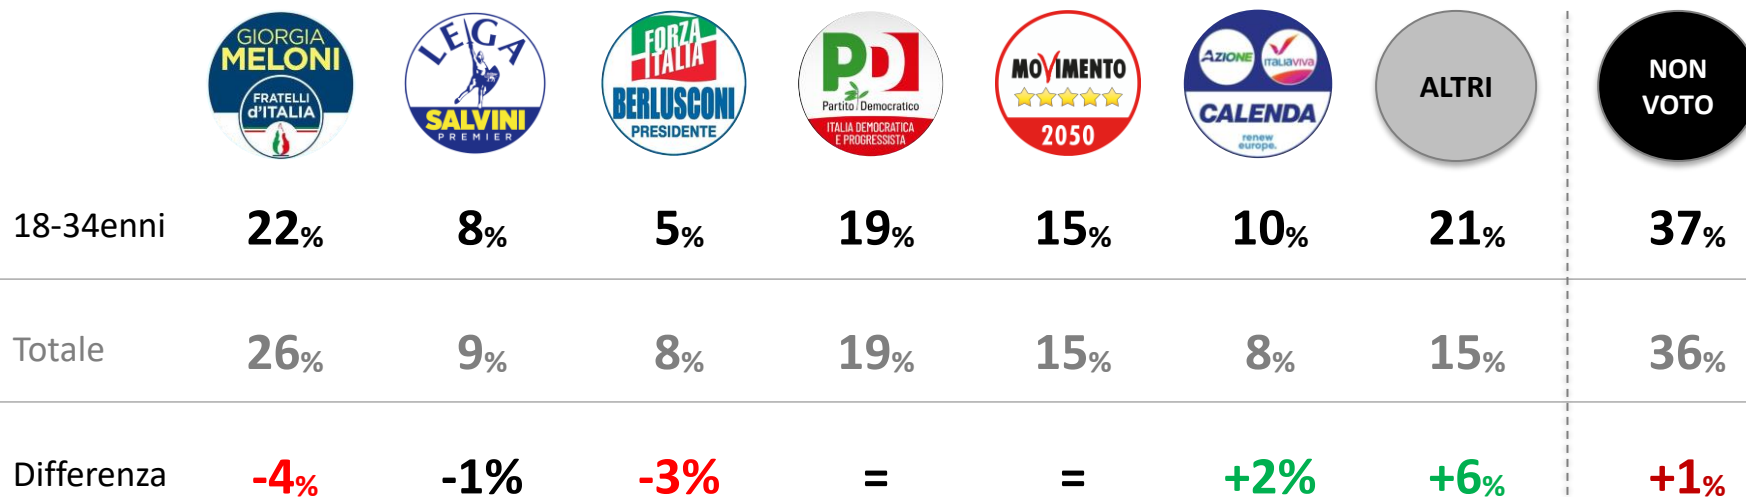 GIORGIA
MELONI
FRATELLI
d'ITALIA
LEGA
SALVINI
PREMIER
FORZA
ITALIA
BERLUSCONI
PRESIDENTE
PD
Partito Democratico
ITALIA DEMOCRATICA
E PROGRESSISTA
MOVIMENTO
2050
AZIONE
ITALIAVIVA
CALENDA
renew
europe.
ALTRI
NON
VOTO
18-34enni 22% 8% 5% 19% 15% 10% 21% 37%
Totale 26% 9% 8% 19% 15% 8% 15% 36%
Differenza -4% -1% -3% = = +2% +6% +1%